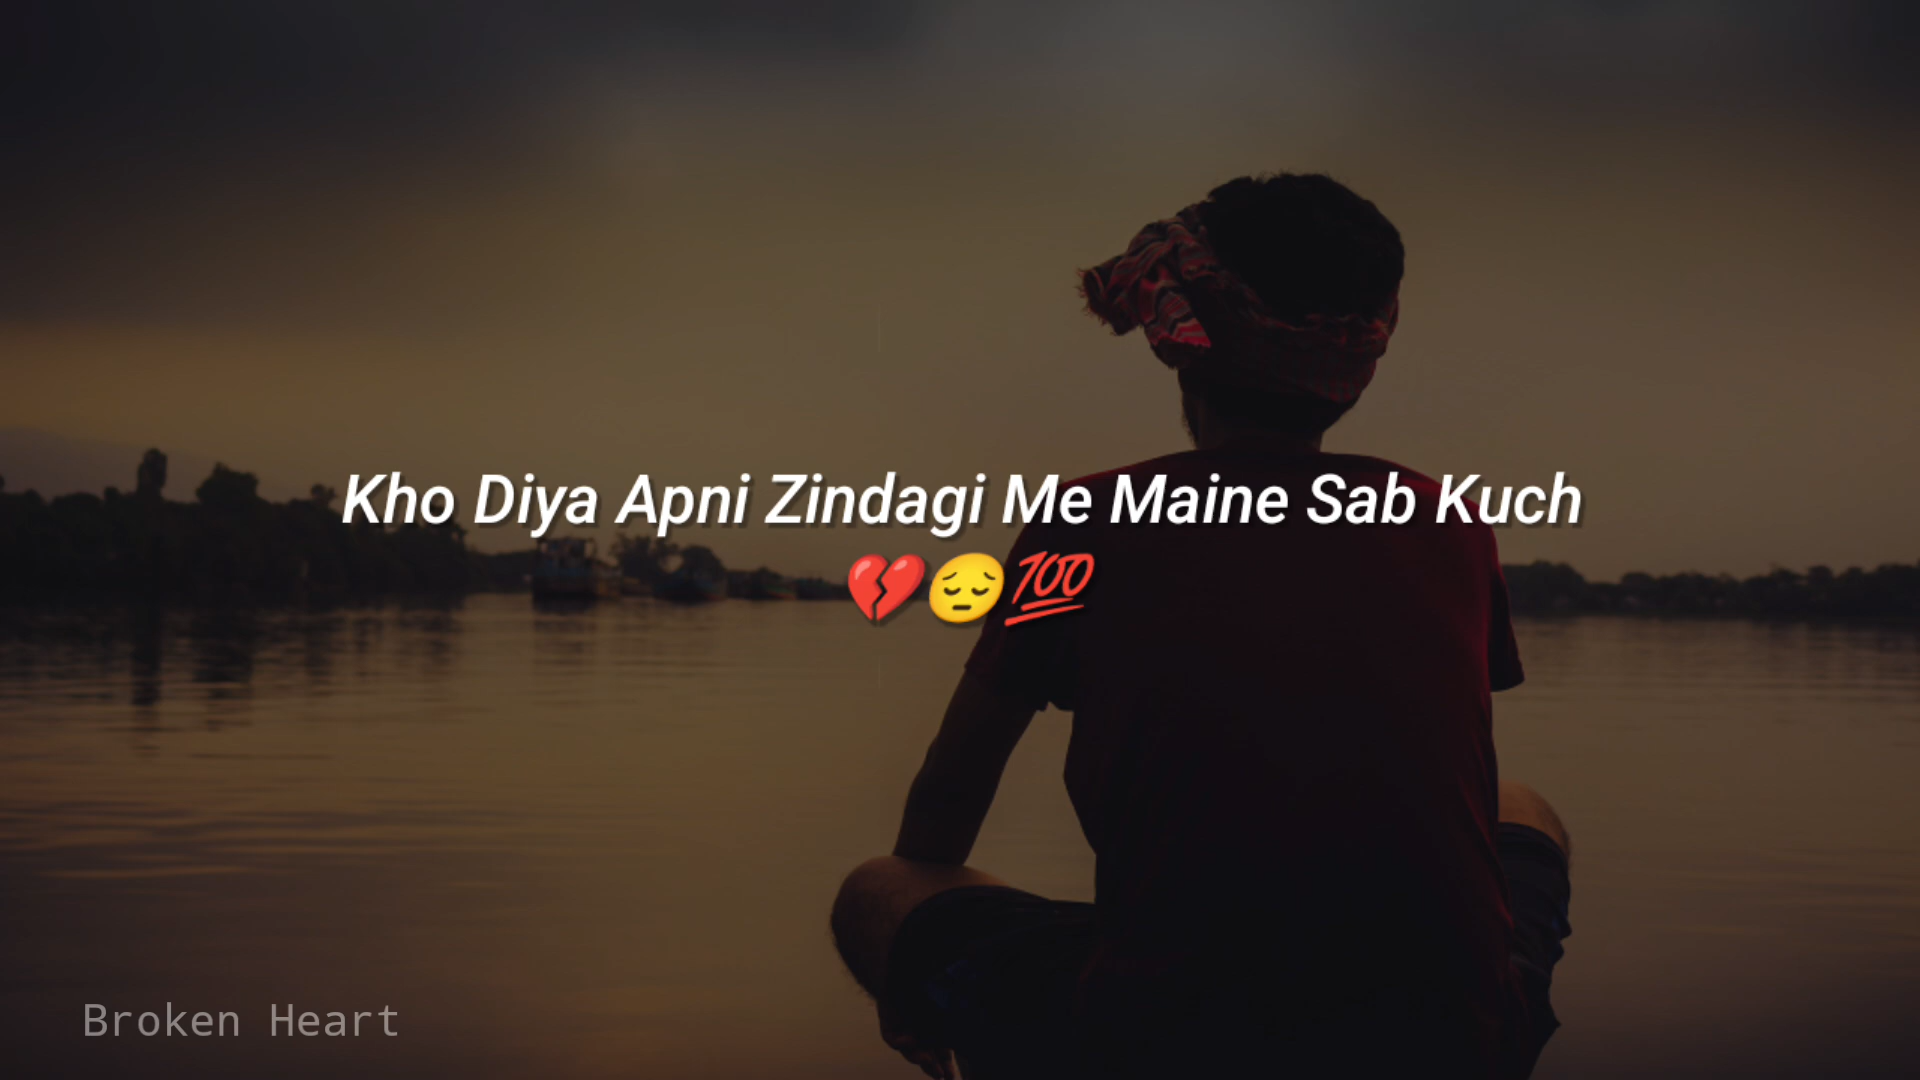 Kho Diya Apni Zindagi Me Maine Sab Kuch
💔😔💯
Broken Heart